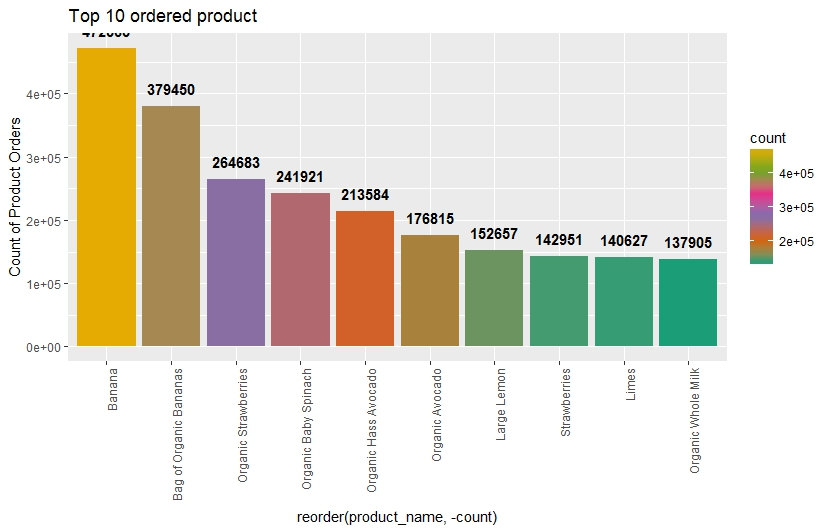 Top 10 ordered product
379450
264683
241921
213584
176815
152657
142951
140627
137905
Count of Product Orders
4e+05
3e+05
2e+05
1e+05
0e+00
Banana
Bag of Organic Bananas
Organic Strawberries
Organic Baby Spinach
Organic Hass Avocado
Organic Avocado
Large Lemon
Strawberries
Limes
Organic Whole Milk
reorder(product_name, -count)
count
4e+05
3e+05
2e+05